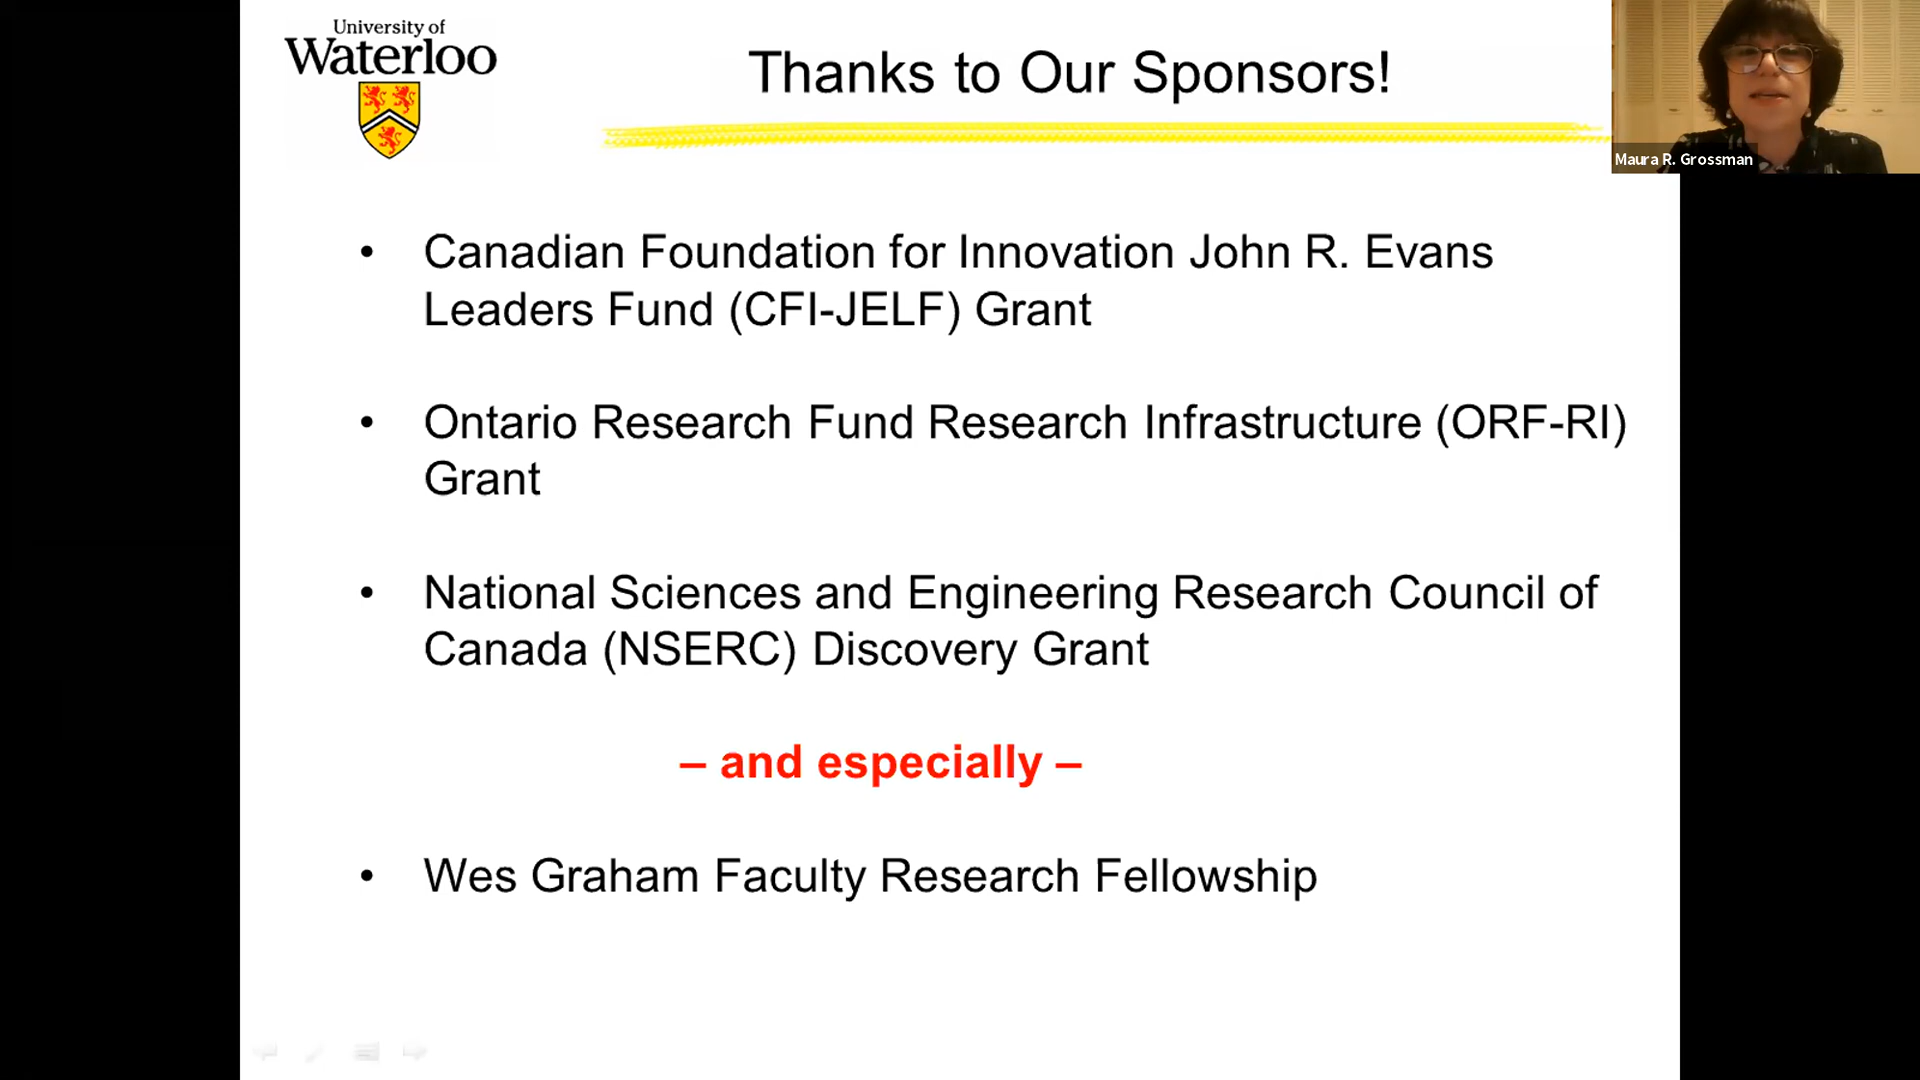 University of
Waterloo
Thanks to Our Sponsors!
Maura R. Grossman
• Canadian Foundation for Innovation John R. Evans
Leaders Fund (CFI-JELF) Grant
• Ontario Research Fund Research Infrastructure (ORF-RI)
Grant
• National Sciences and Engineering Research Council of
Canada (NSERC) Discovery Grant
– and especially –
• Wes Graham Faculty Research Fellowship